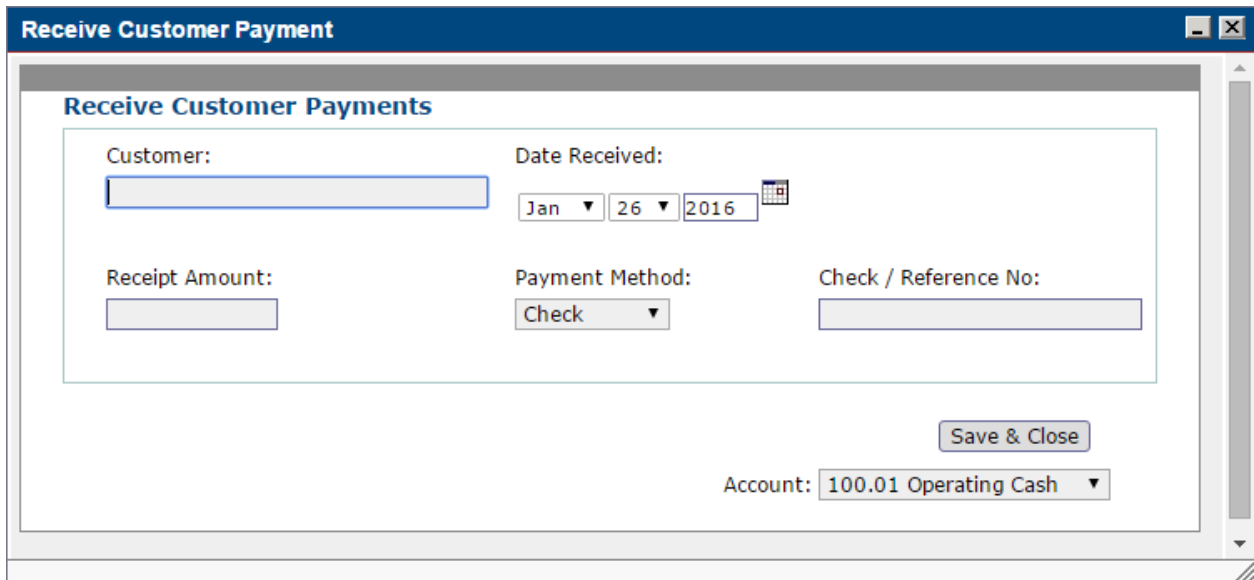 Receive Customer Payment
Receive Customer Payments
Customer: Date Received:
Jan 26 2016
Receipt Amount: Payment Method: Check / Reference No:
Check
Save & Close
Account: 100.01 Operating Cash